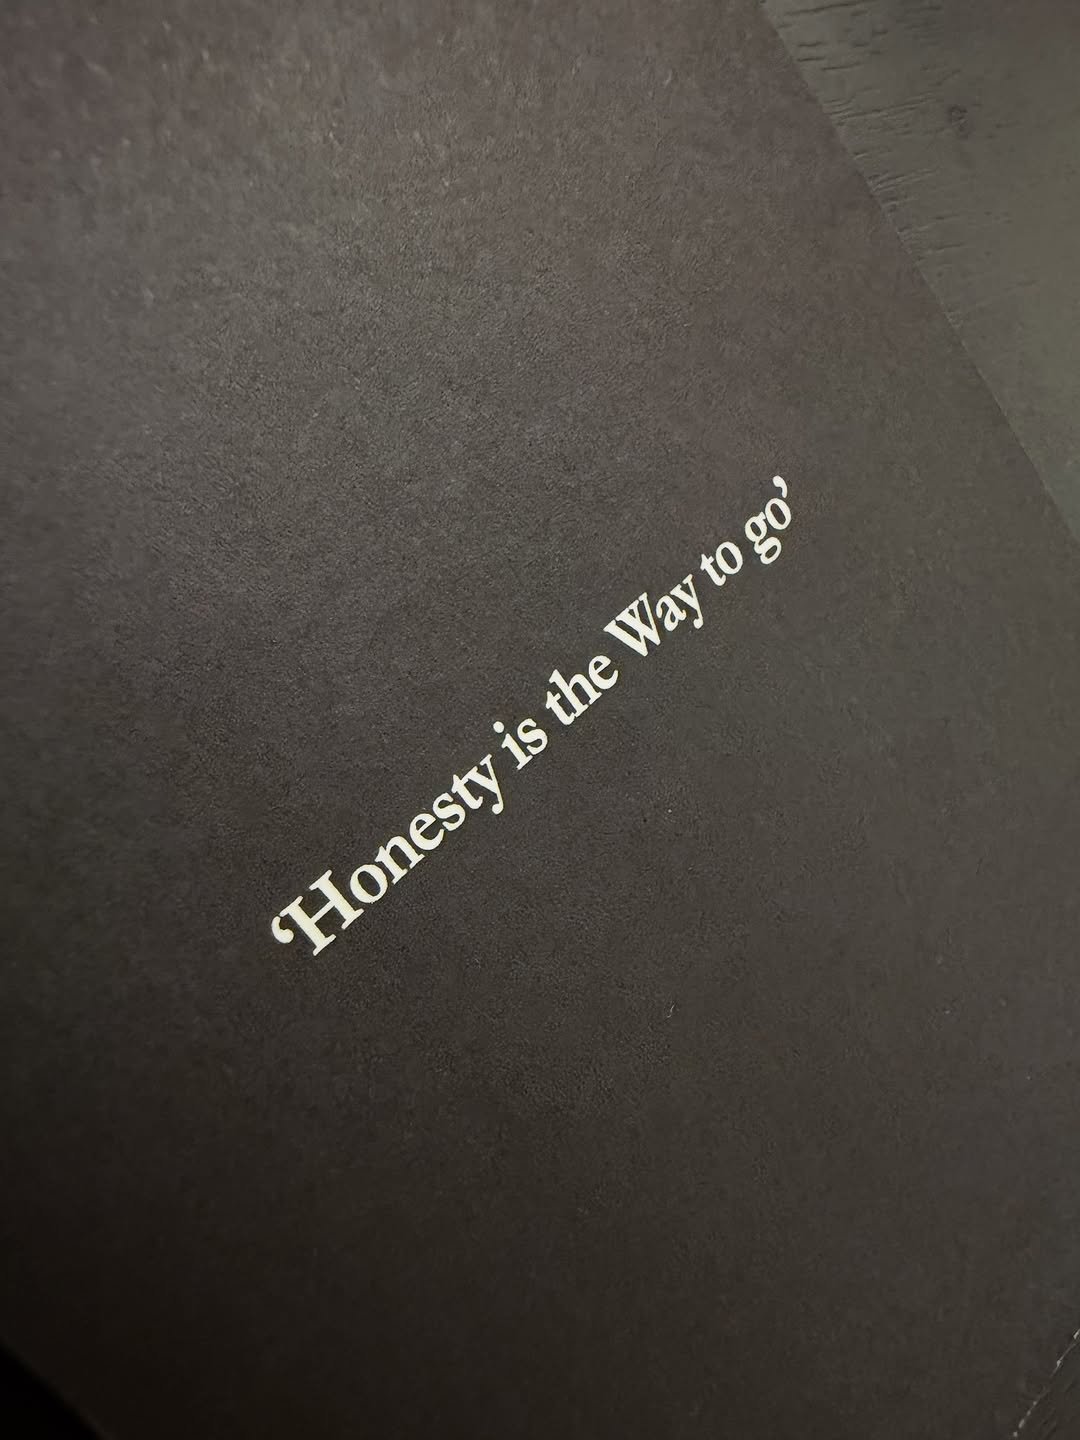 ‘Honesty is the Way to go’